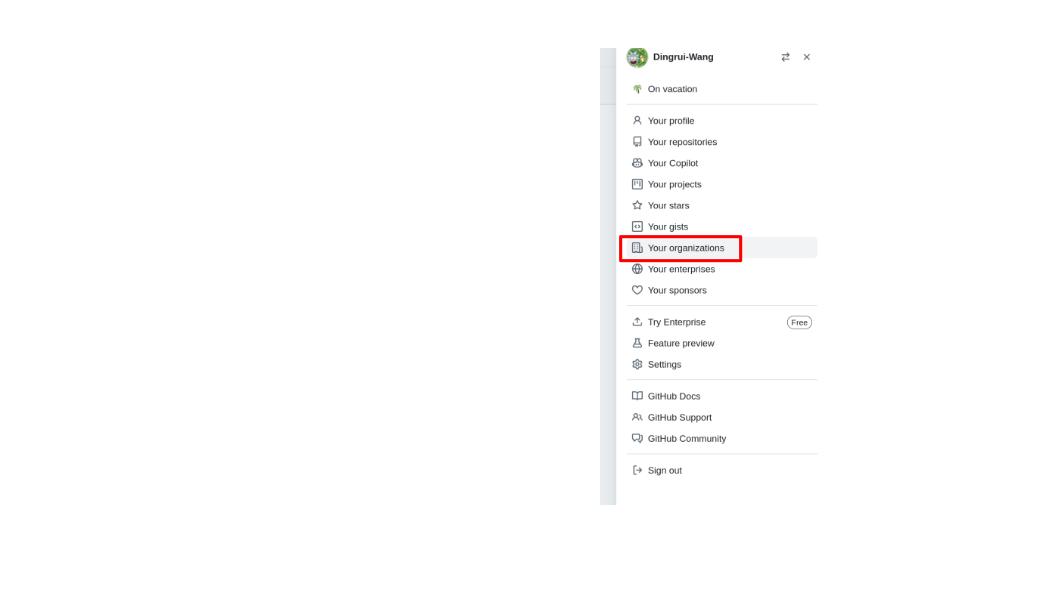 Dingrui-Wang
On vacation
Your profile
Your repositories
Your Copilot
Your projects
Your stars
Your gists
Your organizations
Your enterprises
Your sponsors
Try Enterprise Free
Feature preview
Settings
GitHub Docs
GitHub Support
GitHub Community
Sign out